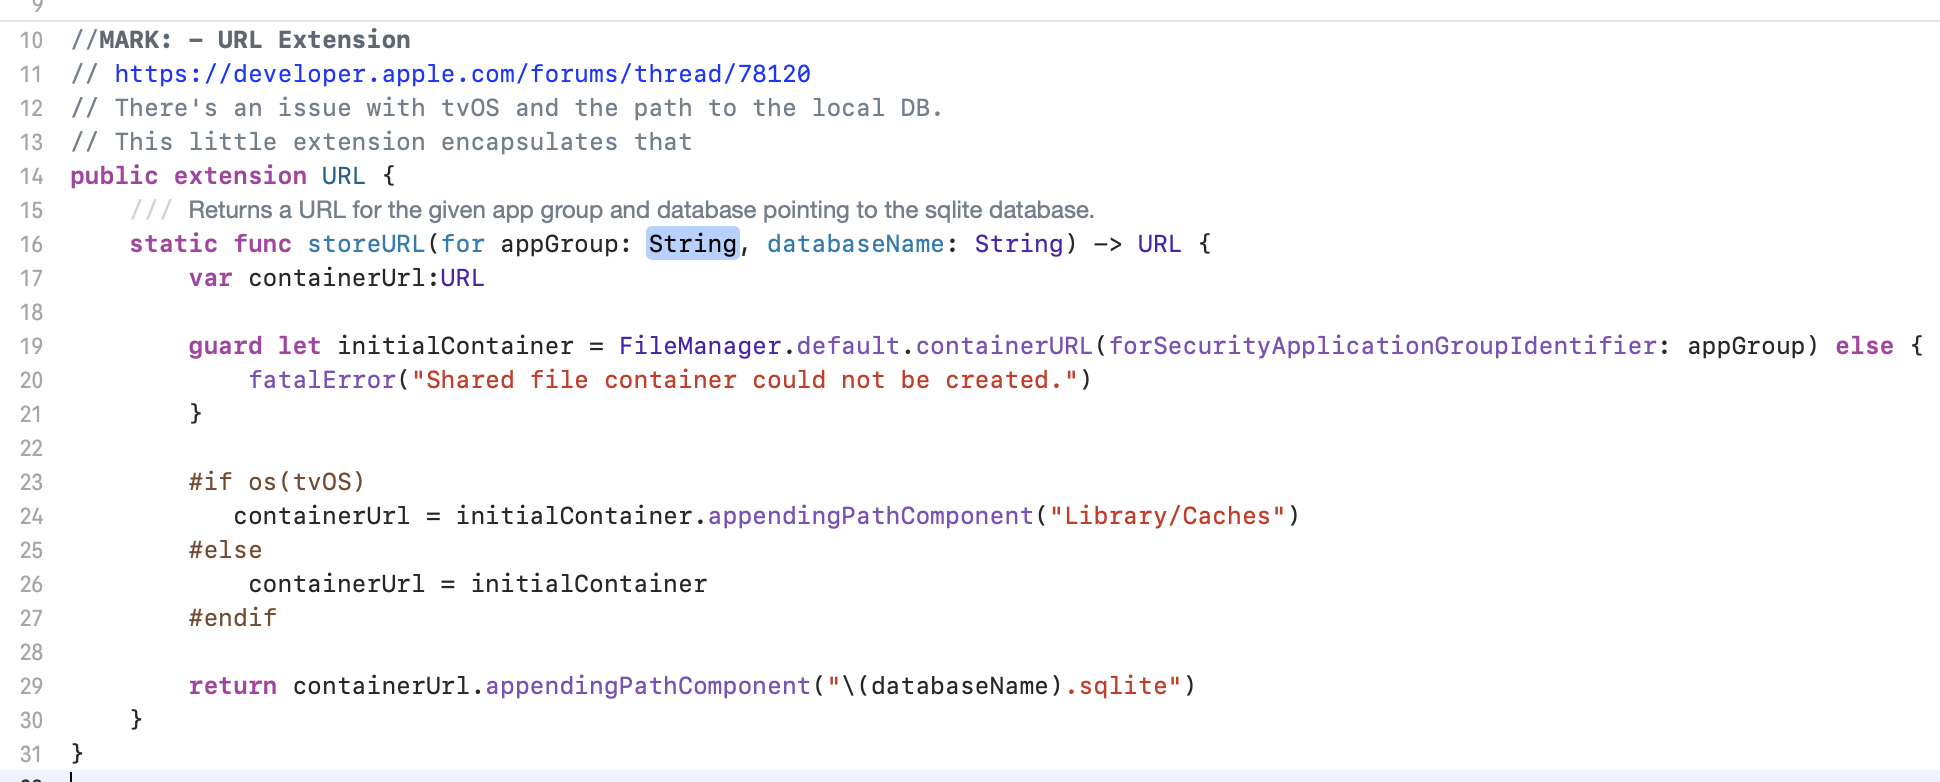 9
10 //MARK: - URL Extension
11 // https://developer.apple.com/forums/thread/78120
12 // There's an issue with tvOS and the path to the local DB.
13 // This little extension encapsulates that
14 public extension URL {
15 /// Returns a URL for the given app group and database pointing to the sqlite database.
16 static func storeURL(for appGroup: String, databaseName: String) -> URL {
17 var containerUrl:URL
18
19 guard let initialContainer = FileManager.default.containerURL(forSecurityApplicationGroupIdentifier: appGroup) else {
20 fatalError("Shared file container could not be created.")
21 }
22
23 #if os(tvOS)
24 containerUrl = initialContainer.appendingPathComponent("Library/Caches")
25 #else
26 containerUrl = initialContainer
27 #endif
28
29 return containerUrl.appendingPathComponent("\(databaseName).sqlite")
30 }
31 }